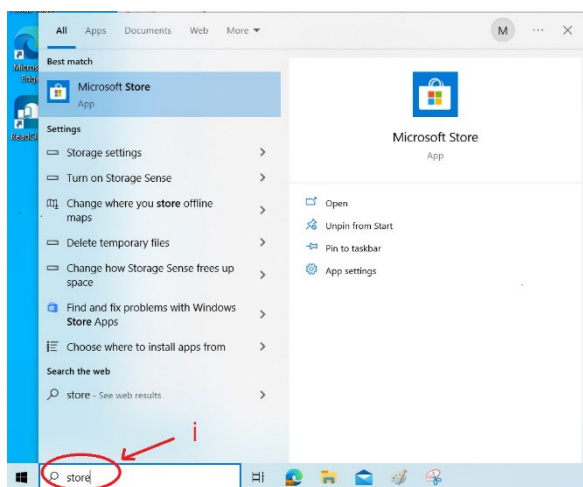 All Apps Documents Web More
M ...
Best match
Microsoft Store
App
Settings
Storage settings
Turn on Storage Sense
Change where you store offline
maps
Delete temporary files
Change how Storage Sense frees up
space
Find and fix problems with Windows
Store Apps
Choose where to install apps from
Search the web
store - See web results
Microsoft Store
App
Open
Unpin from Start
Pin to taskbar
App settings
i
store